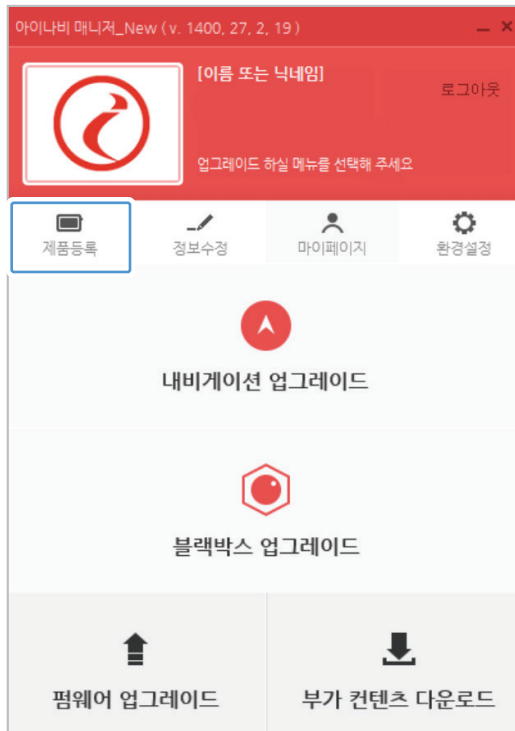 아이나비 매니저_New ( v. 1400, 27, 2, 19 )
[이름 또는 닉네임]
로그아웃
업그레이드 하실 메뉴를 선택해 주세요
제품등록
정보수정
마이페이지
환경설정
내비게이션 업그레이드
블랙박스 업그레이드
펌웨어 업그레이드
부가 컨텐츠 다운로드